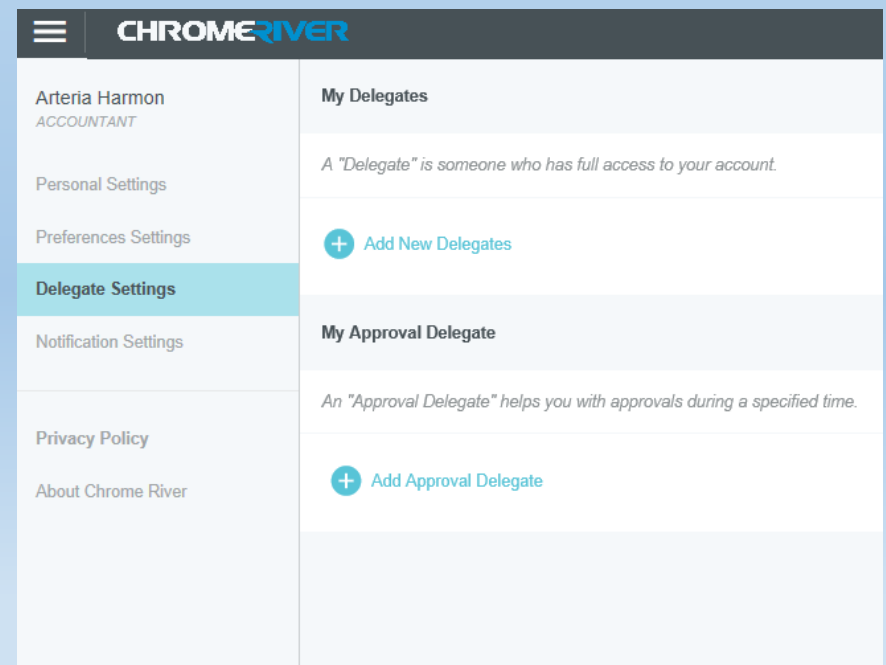 CHROMERIVER
Arteria Harmon
ACCOUNTANT
Personal Settings
Preferences Settings
Delegate Settings
Notification Settings
Privacy Policy
About Chrome River
My Delegates
A "Delegate" is someone who has full access to your account.
Add New Delegates
My Approval Delegate
An "Approval Delegate" helps you with approvals during a specified time.
Add Approval Delegate